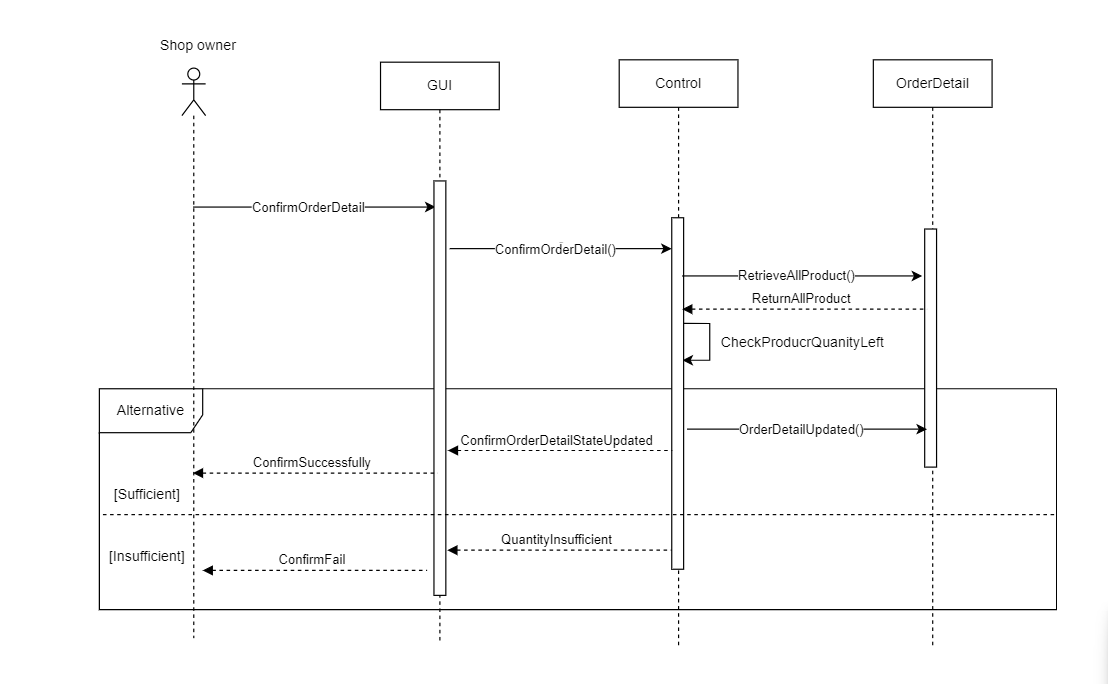 Shop owner
GUI
Control
OrderDetail
ConfirmOrderDetail
ConfirmOrderDetail()
RetrieveAllProduct()
ReturnAllProduct
CheckProducrQuanityLeft
Alternative
OrderDetailUpdated()
ConfirmOrderDetailStateUpdated
ConfirmSuccessfully
[Sufficient]
QuantityInsufficient
[Insufficient]
ConfirmFail